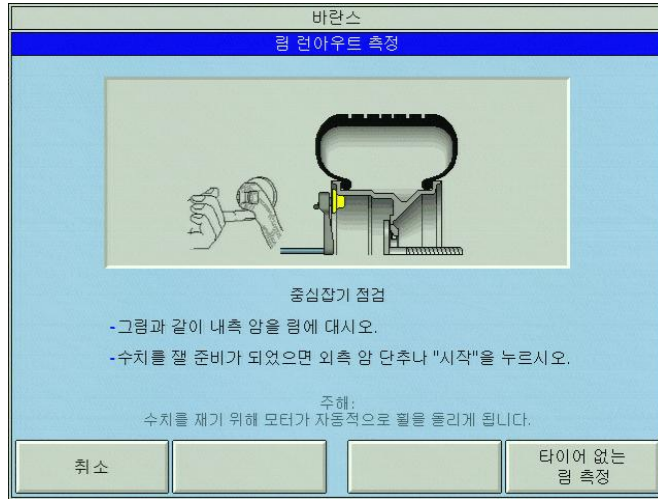 바란스
림 런아우트 측정
중심잡기 점검
-그림과 같이 내측 암을 림에 대시오.
-수치를 잴 준비가 되었으면 외측 암 단추나 "시작"을 누르시오.
주해:
수치를 재기 위해 모터가 자동적으로 휠을 돌리게 됩니다.
취소
타이어 없는
림 측정